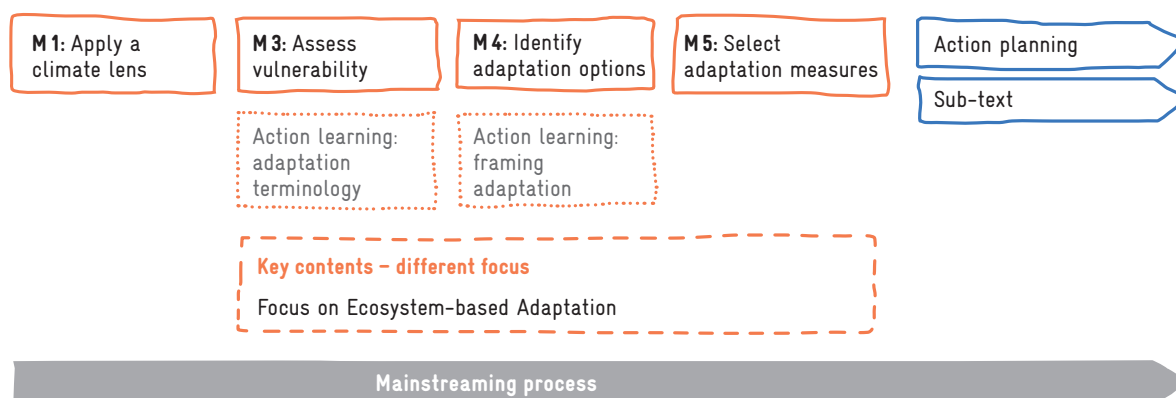 M 1: Apply a
climate lens
M 3: Assess
vulnerability
M 4: Identify
adaptation options
M 5: Select
adaptation measures
Action planning
Sub-text
Action learning:
adaptation
terminology
Action learning:
framing
adaptation
Key contents – different focus
Focus on Ecosystem-based Adaptation
Mainstreaming process